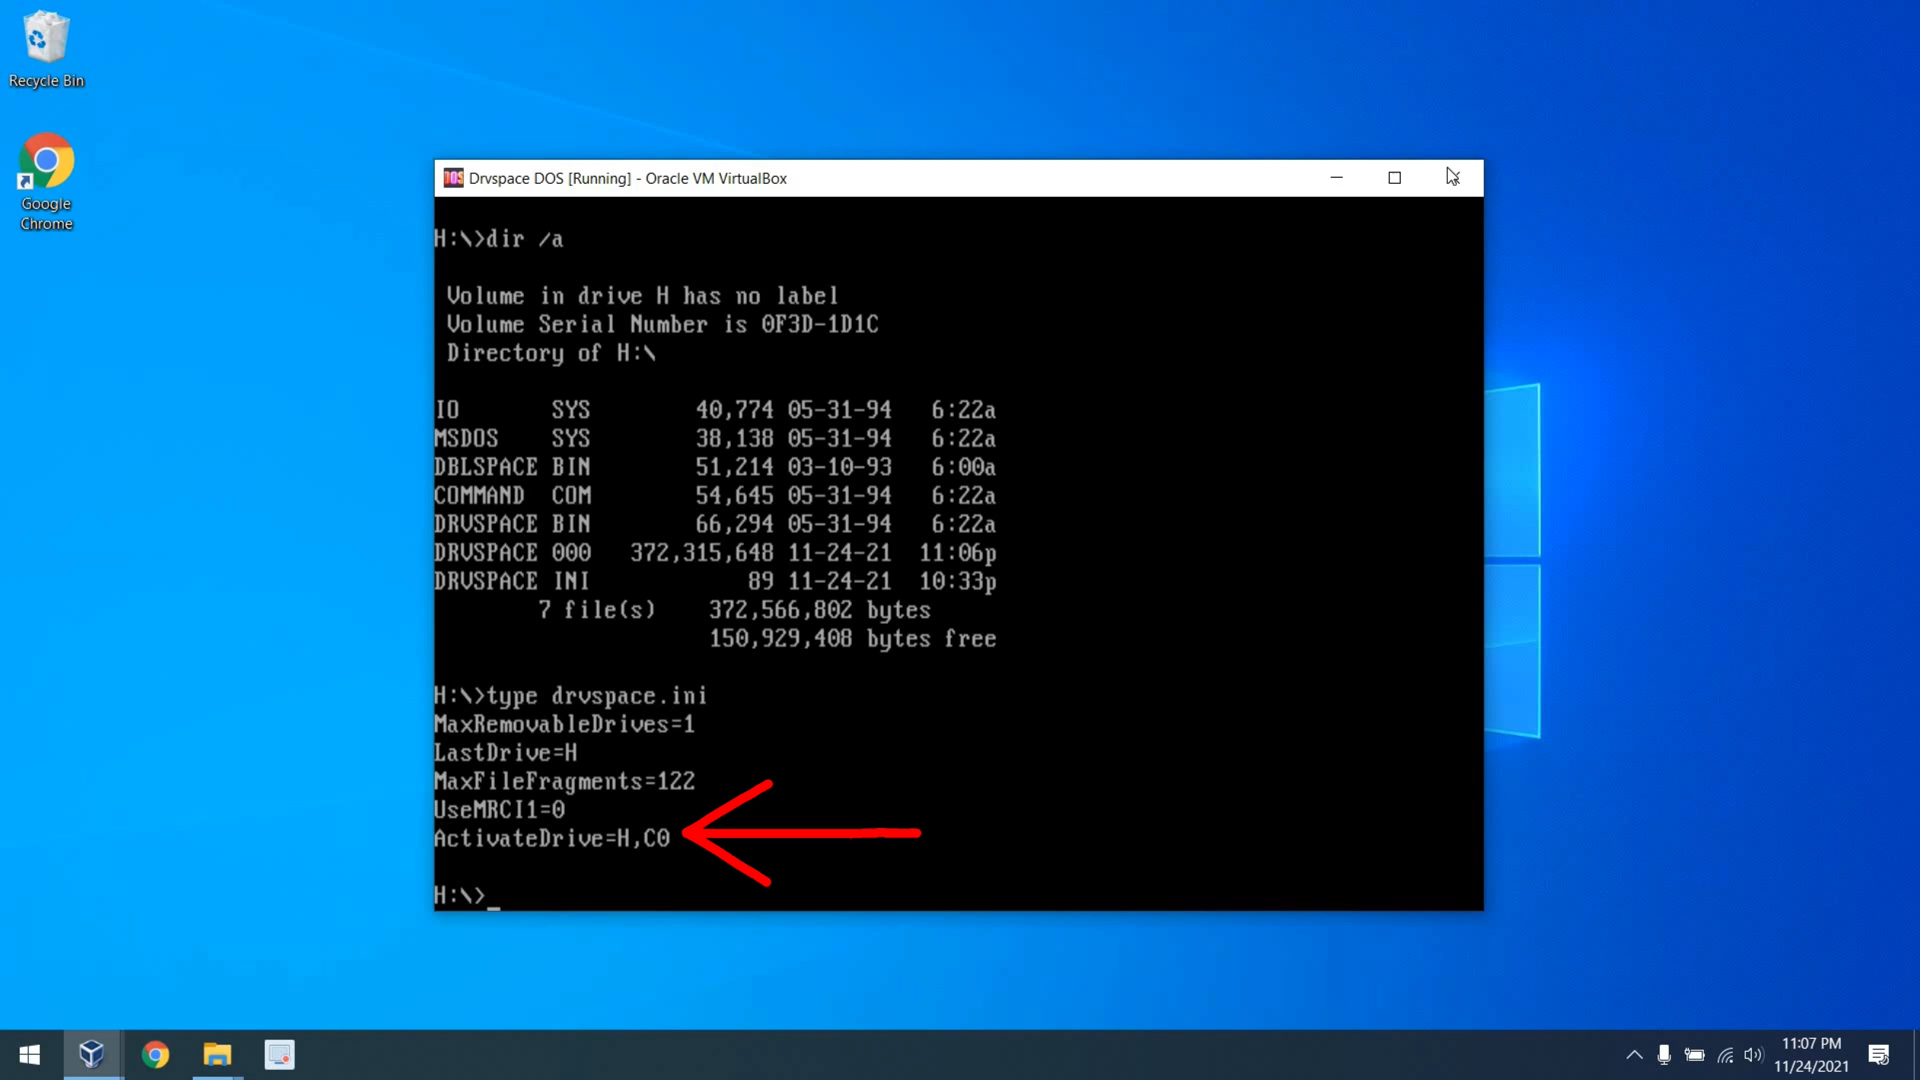 Recycle Bin
Google
Chrome
Drvspace DOS [Running] - Oracle VM VirtualBox
H:\>dir /a
Volume in drive H has no label
Volume Serial Number is 0F3D-1D1C
Directory of H:\
IO       SYS        40,774 05-31-94   6:22a
MSDOS    SYS        38,138 05-31-94   6:22a
DBLSPACE BIN        51,214 03-10-93   6:00a
COMMAND  COM        54,645 05-31-94   6:22a
DRVSPACE BIN        66,294 05-31-94   6:22a
DRVSPACE 000   372,315,648 11-24-21  11:06p
DRVSPACE INI            89 11-24-21  10:33p
7 file(s)    372,566,802 bytes
150,929,408 bytes free
H:\>type drvspace.ini
MaxRemovableDrives=1
LastDrive=H
MaxFileFragments=122
UseMRCI1=0
ActivateDrive=H,C0
H:\>_
11:07 PM
11/24/2021